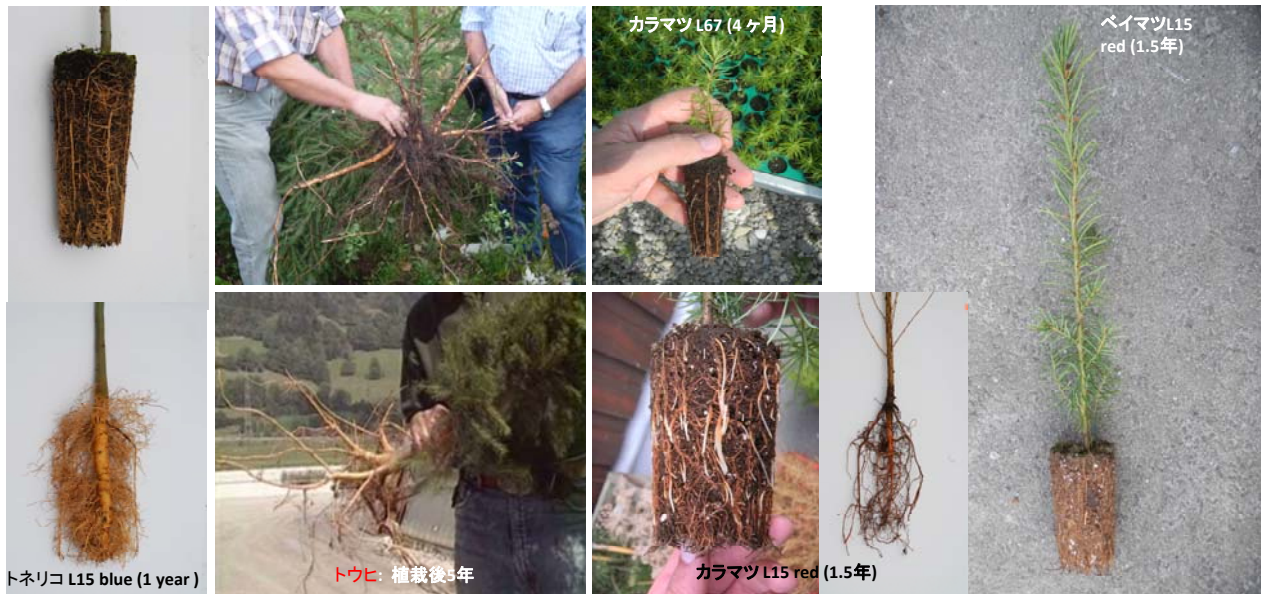 カラマツ L67 (4 ヶ月)
ベイマツL15
red (1.5年)
トネリコ L15 blue (1 year )
トウヒ: 植栽後5年
カラマツ L15 red (1.5年)